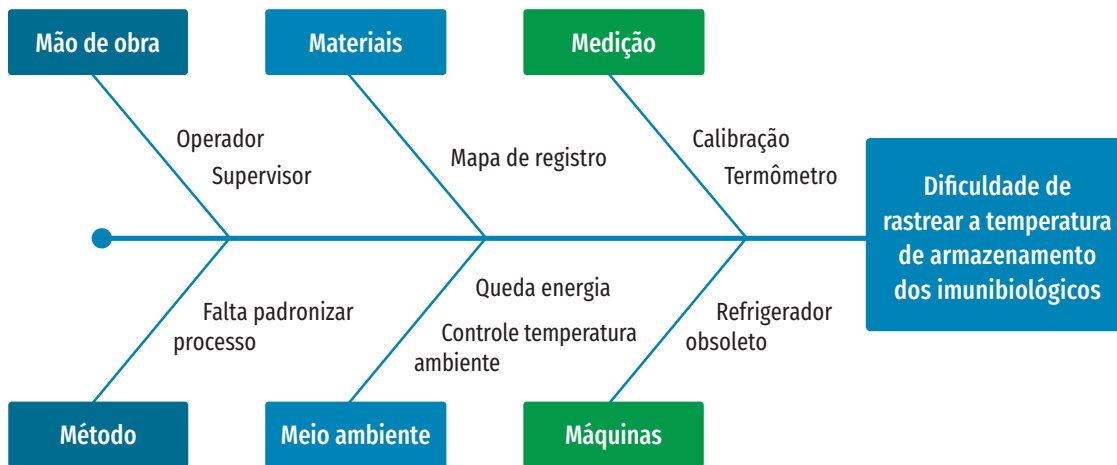 Mão de obra
Materiais
Medição
Operador
Supervisor
Mapa de registro
Calibração
Termômetro
Dificuldade de
rastrear a temperatura
de armazenamento
dos imunibiológicos
Falta padronizar
processo
Queda energia
Controle temperatura
ambiente
Refrigerador
obsoleto
Método
Meio ambiente
Máquinas